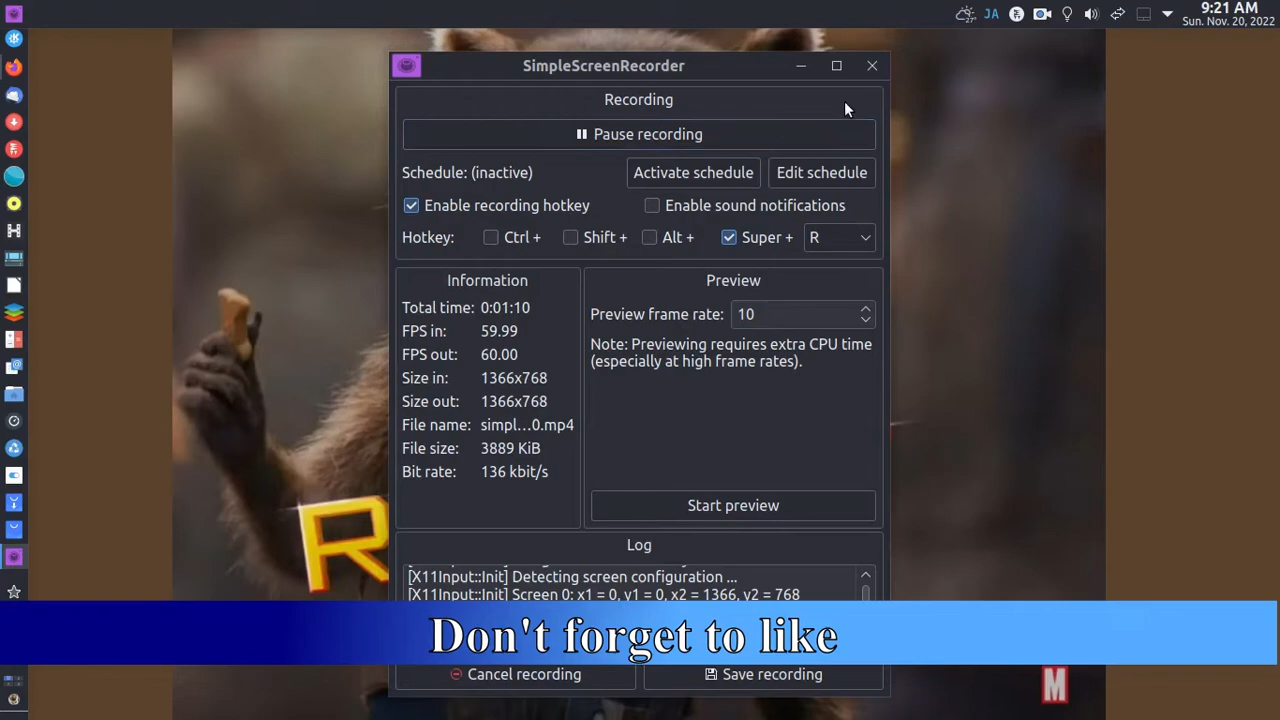 JA
9:21 AM
Sun. Nov. 20, 2022
SimpleScreenRecorder
Recording
Pause recording
Schedule: (inactive)
Activate schedule
Edit schedule
Enable recording hotkey
Enable sound notifications
Hotkey:
Ctrl +
Shift +
Alt +
Super +
R
Information
Total time: 0:01:10
FPS in: 59.99
FPS out: 60.00
Size in: 1366x768
Size out: 1366x768
File name: simpl...0.mp4
File size: 3889 KiB
Bit rate: 136 kbit/s
Preview
Preview frame rate: 10
Note: Previewing requires extra CPU time
(especially at high frame rates).
Start preview
R
Log
[X11Input::Init] Detecting screen configuration ...
[X11Input::Init] Screen 0: x1 = 0, y1 = 0, x2 = 1366, y2 = 768
Don't forget to like
Cancel recording
Save recording
M